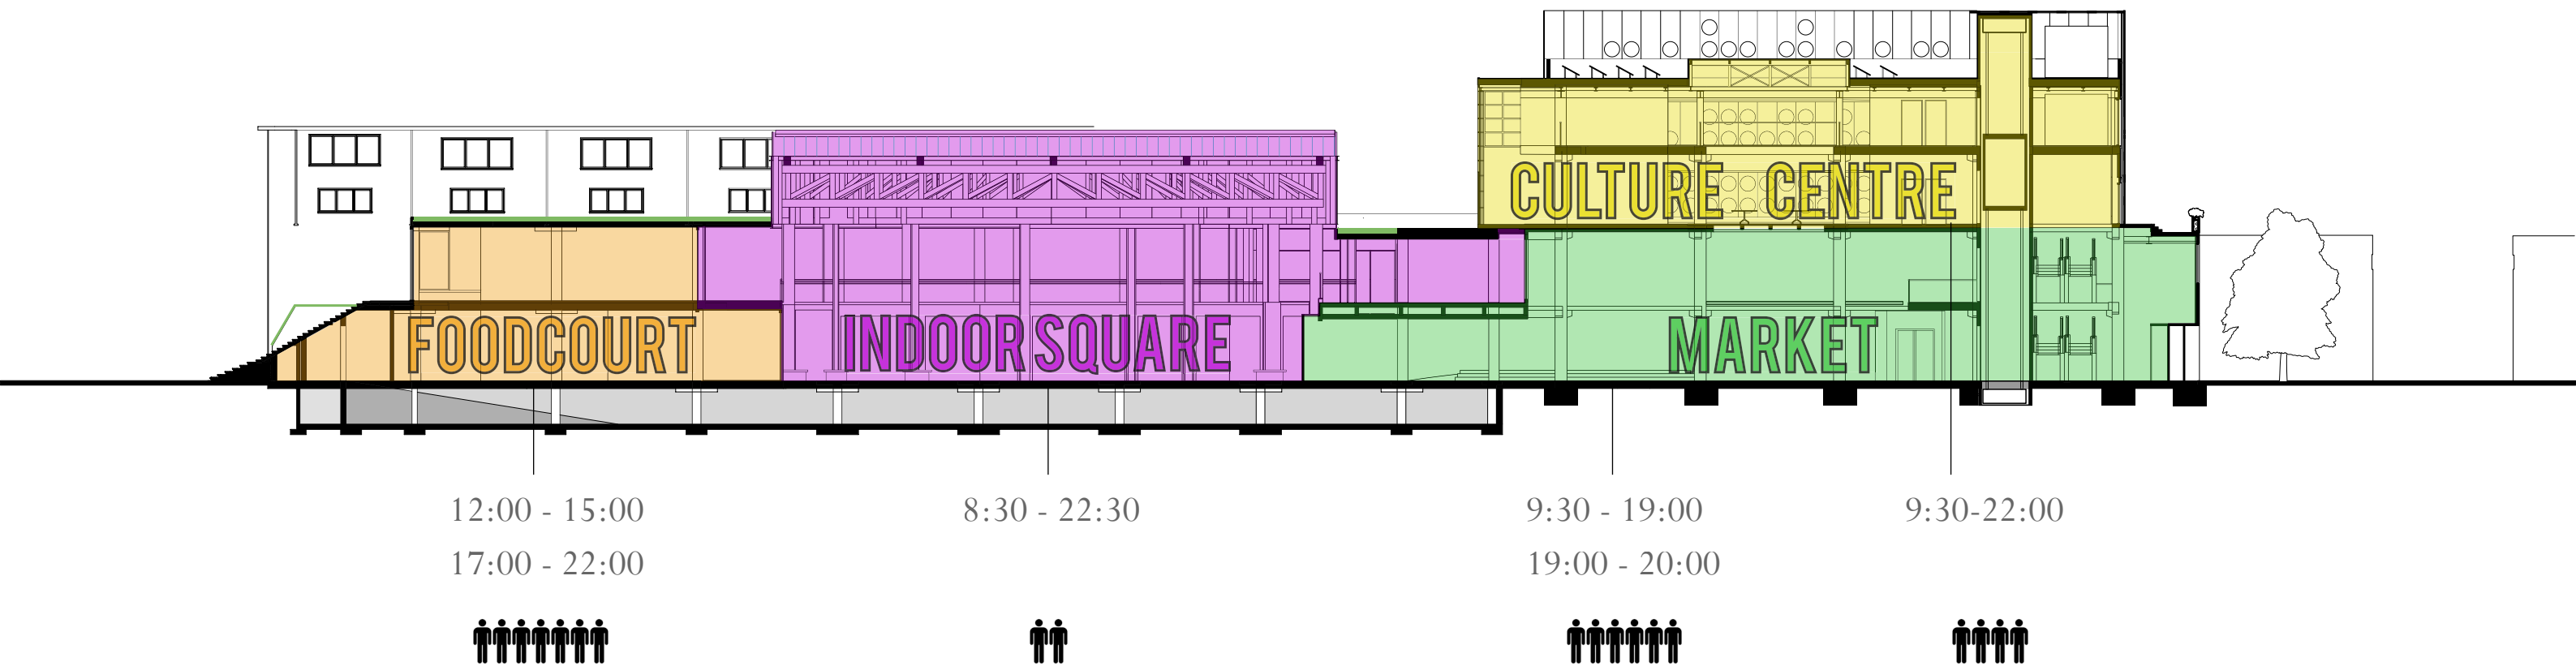 CULTURE CENTRE
FOODCOURT
INDOOR SQUARE
MARKET
12:00 - 15:00
17:00 - 22:00
8:30 - 22:30
9:30 - 19:00
19:00 - 20:00
9:30-22:00